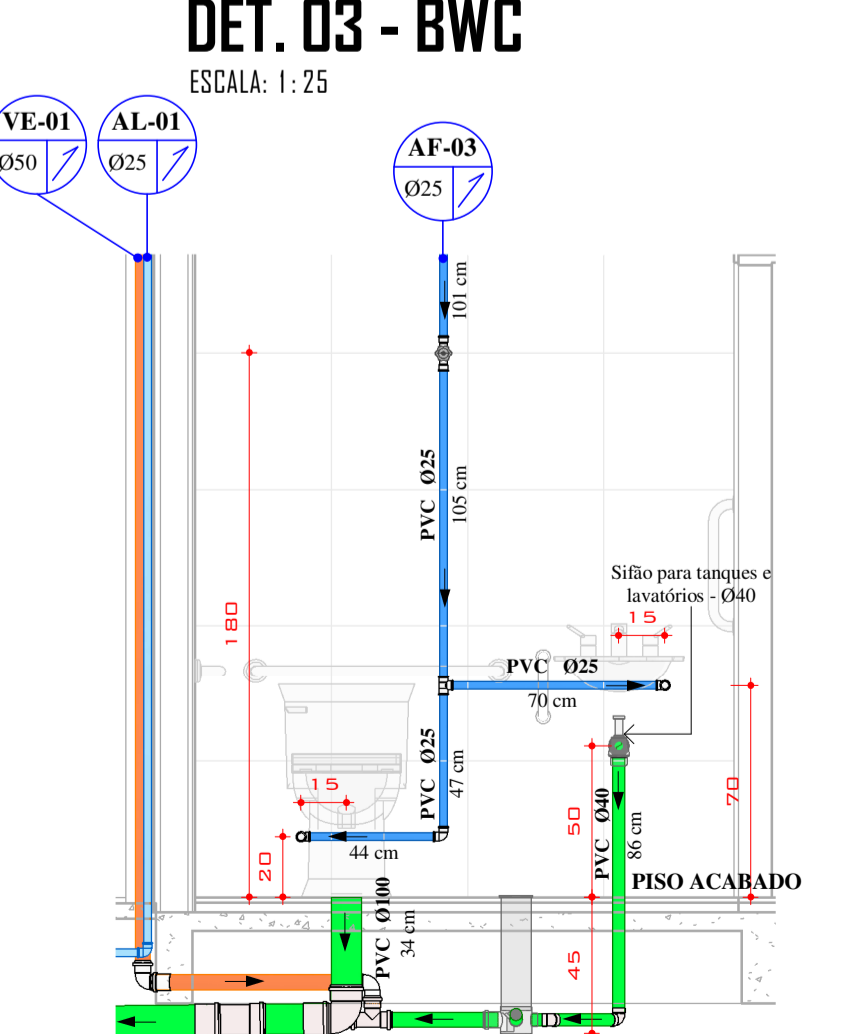 DET. 03 - BWC
ESCALA: 1:25
VE-01
Ø50
AL-01
Ø25
AF-03
Ø25
101 cm
PVC Ø25
105 cm
180
Sifão para tanques e
lavatórios - Ø40
15
PVC Ø25
70 cm
PVC Ø25
47 cm
15
44 cm
20
50
PVC Ø40
86 cm
70
PISO ACABADO
PVC Ø100
34 cm
45